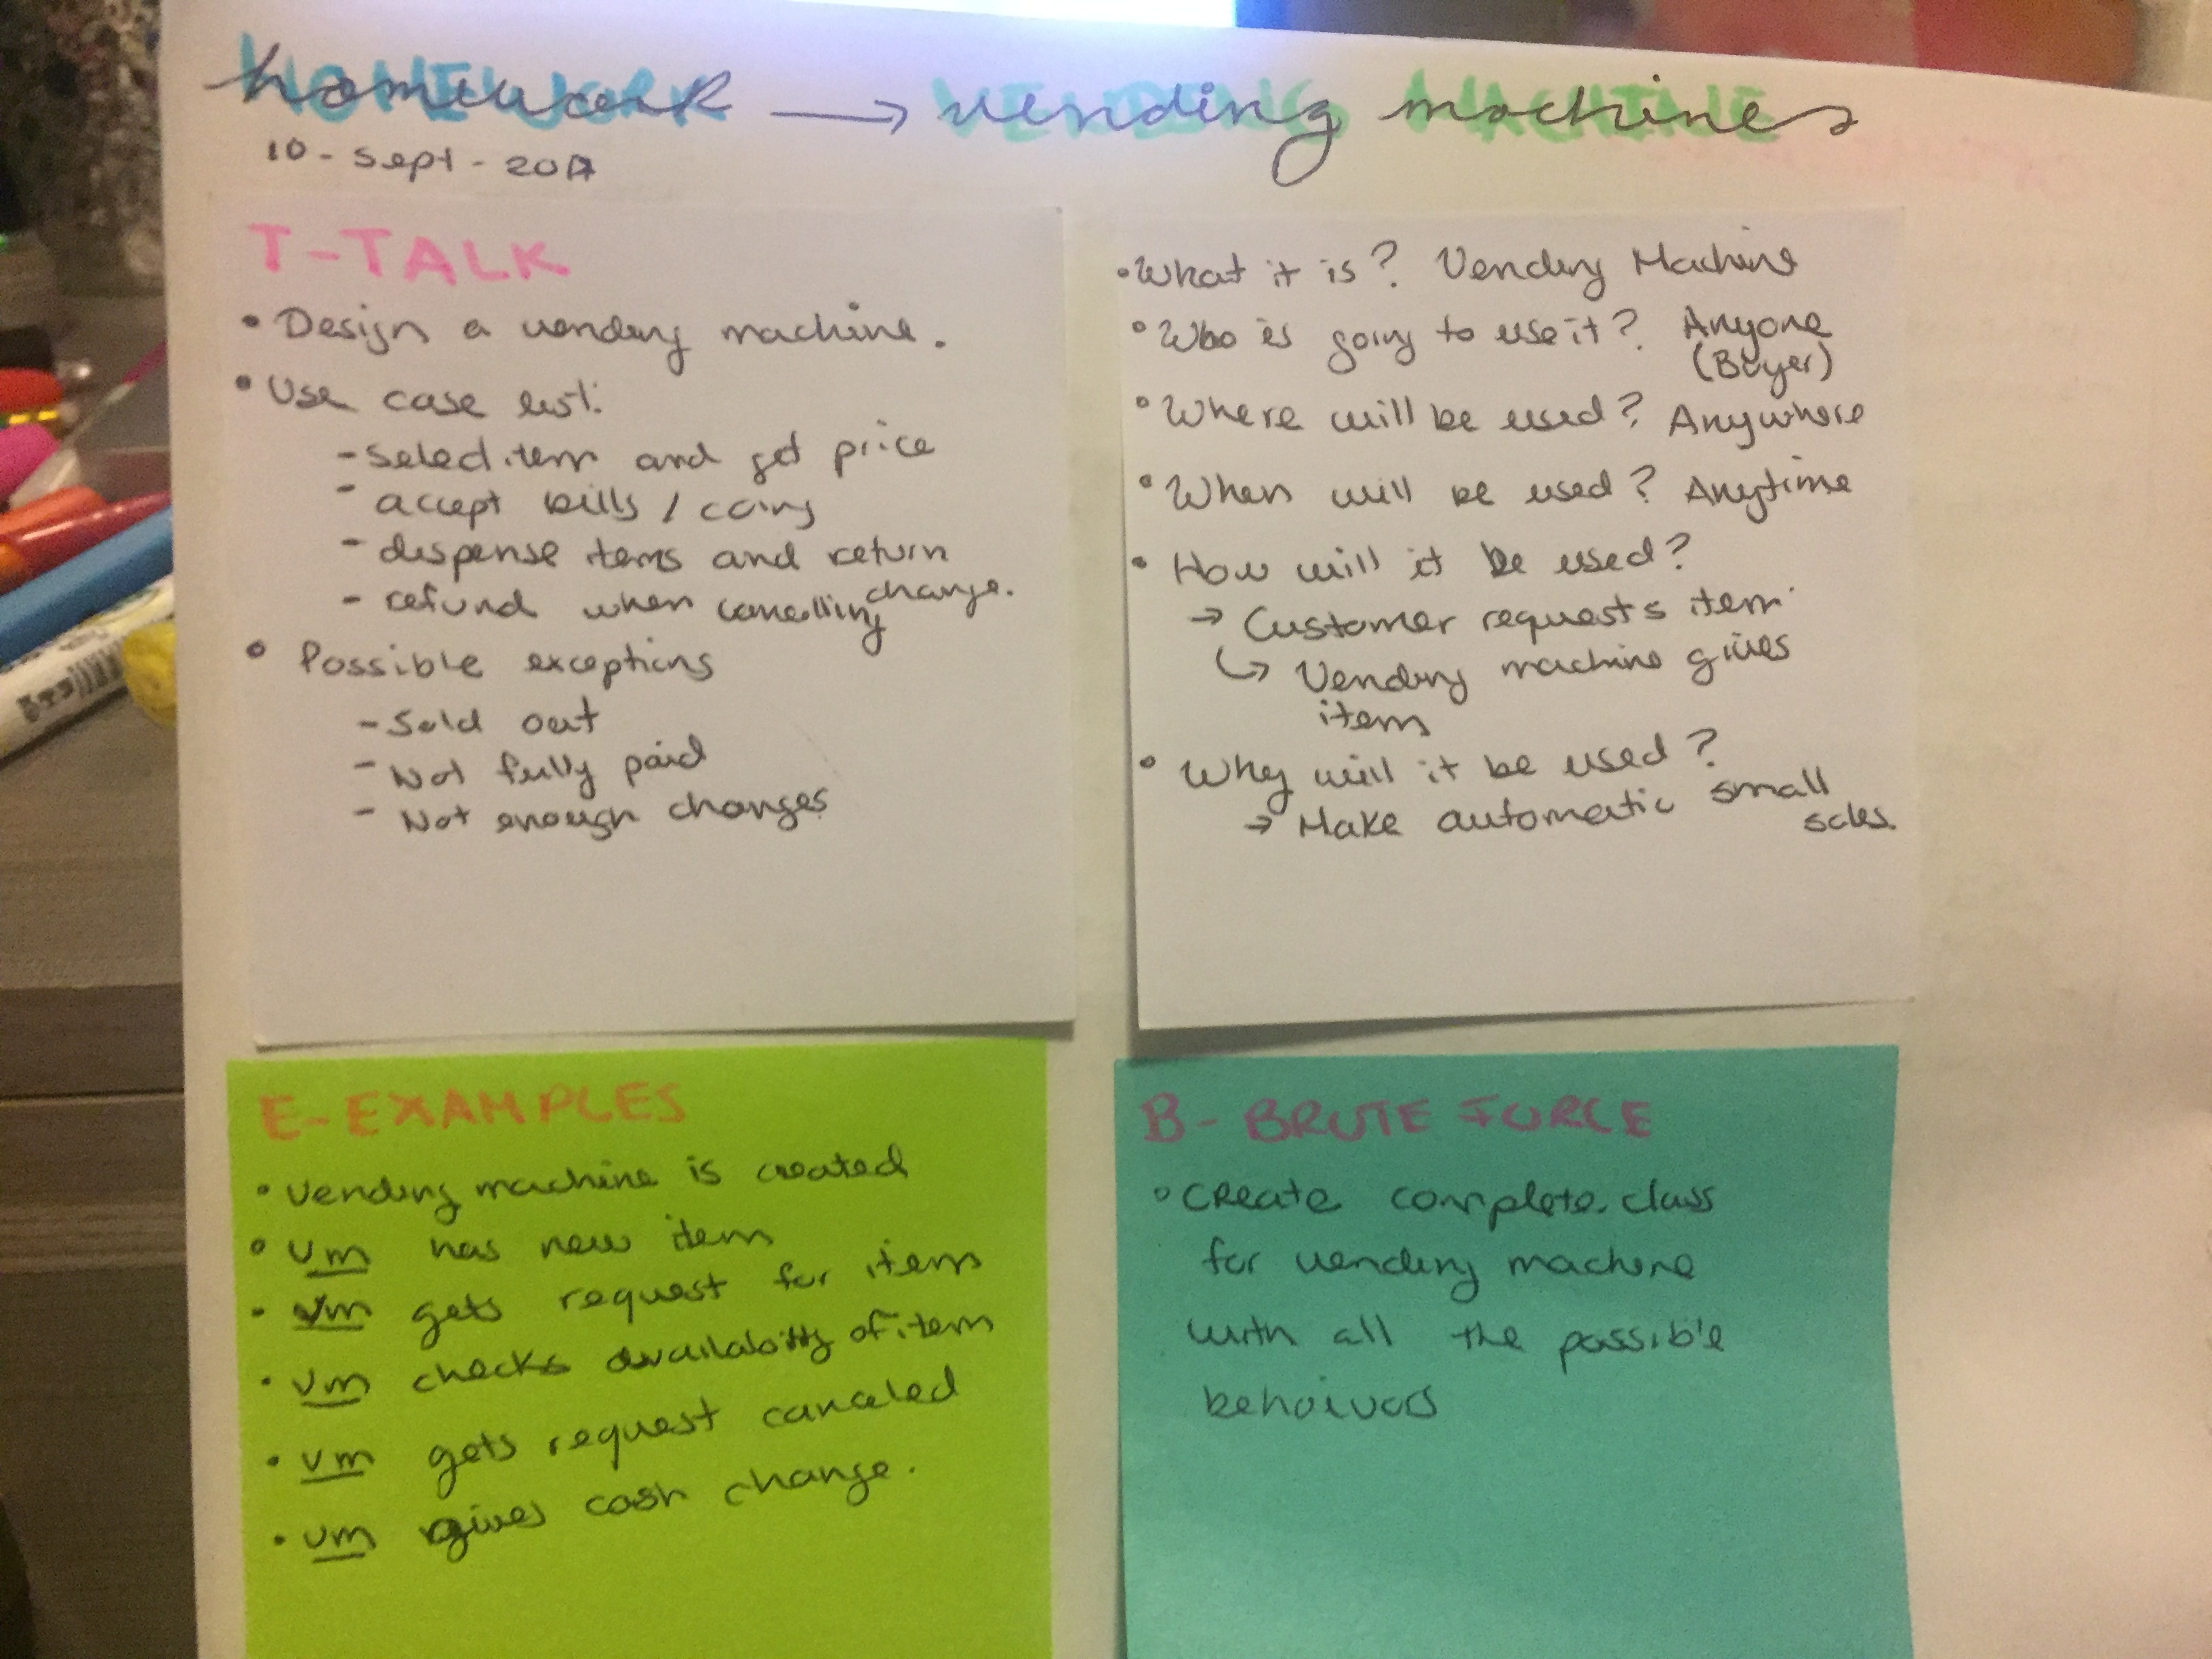 homework → vending machines
10 - Sept - 2017
T-TALK
• Design a vending machine.
• Use case list:
- select item and get price
- accept bills / coins
- dispense items and return
change.
- refund when cancelling
• Possible exceptions
- Sold out
- Not fully paid
- Not enough changes
• What it is? Vending Machine
• Who is going to use it? Anyone
(Buyer)
• Where will be used? Anywhere
• When will be used? Anytime
• How will it be used?
→ Customer requests item
↳ Vending machine gives
item
• Why will it be used?
→ Make automatic small
sales.
E-EXAMPLES
• Vending machine is created
• vm has new item
• vm gets request for item
• vm checks availability of item
• vm gets request canceled
• vm gives cash change.
B - BRUTE FORCE
• Create complete class
for vending machine
with all the possible
behaivors